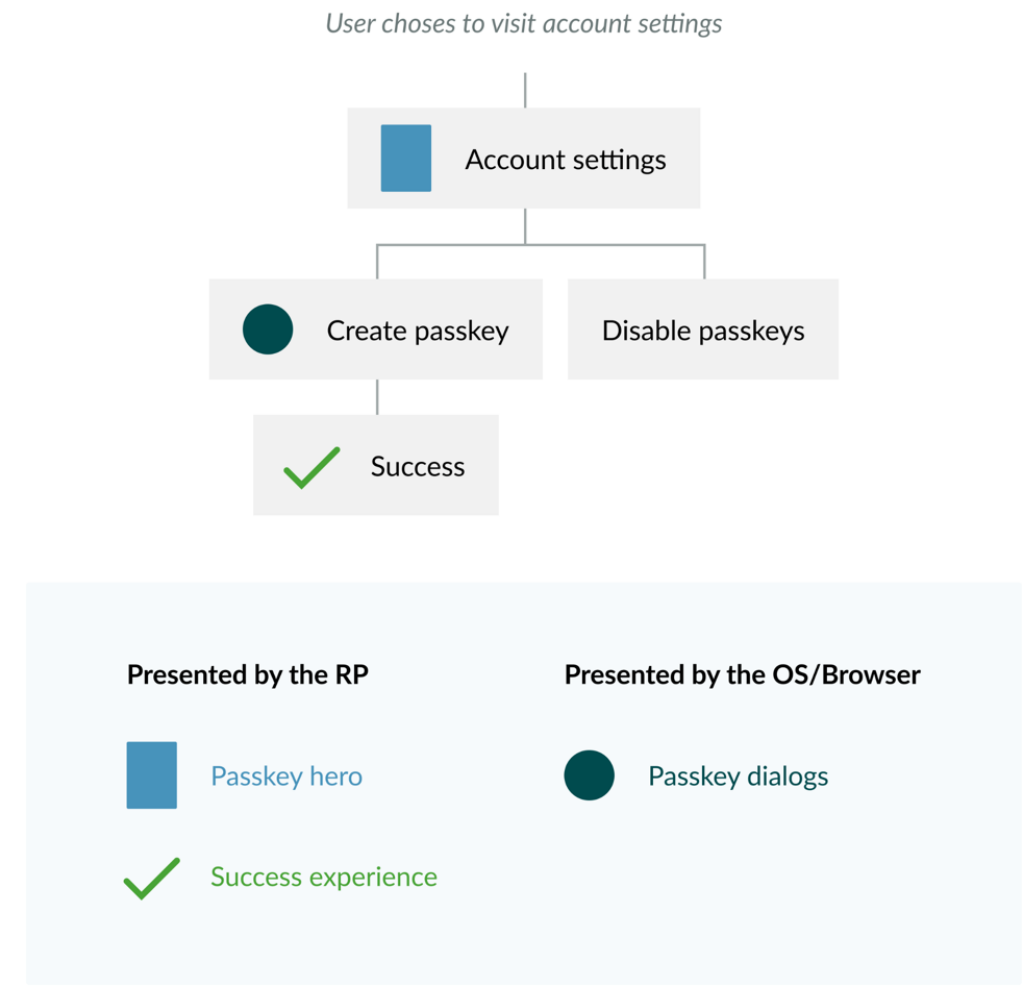 User choses to visit account settings
Account settings
Create passkey
Disable passkeys
Success
Presented by the RP
Presented by the OS/Browser
Passkey hero
Passkey dialogs
Success experience